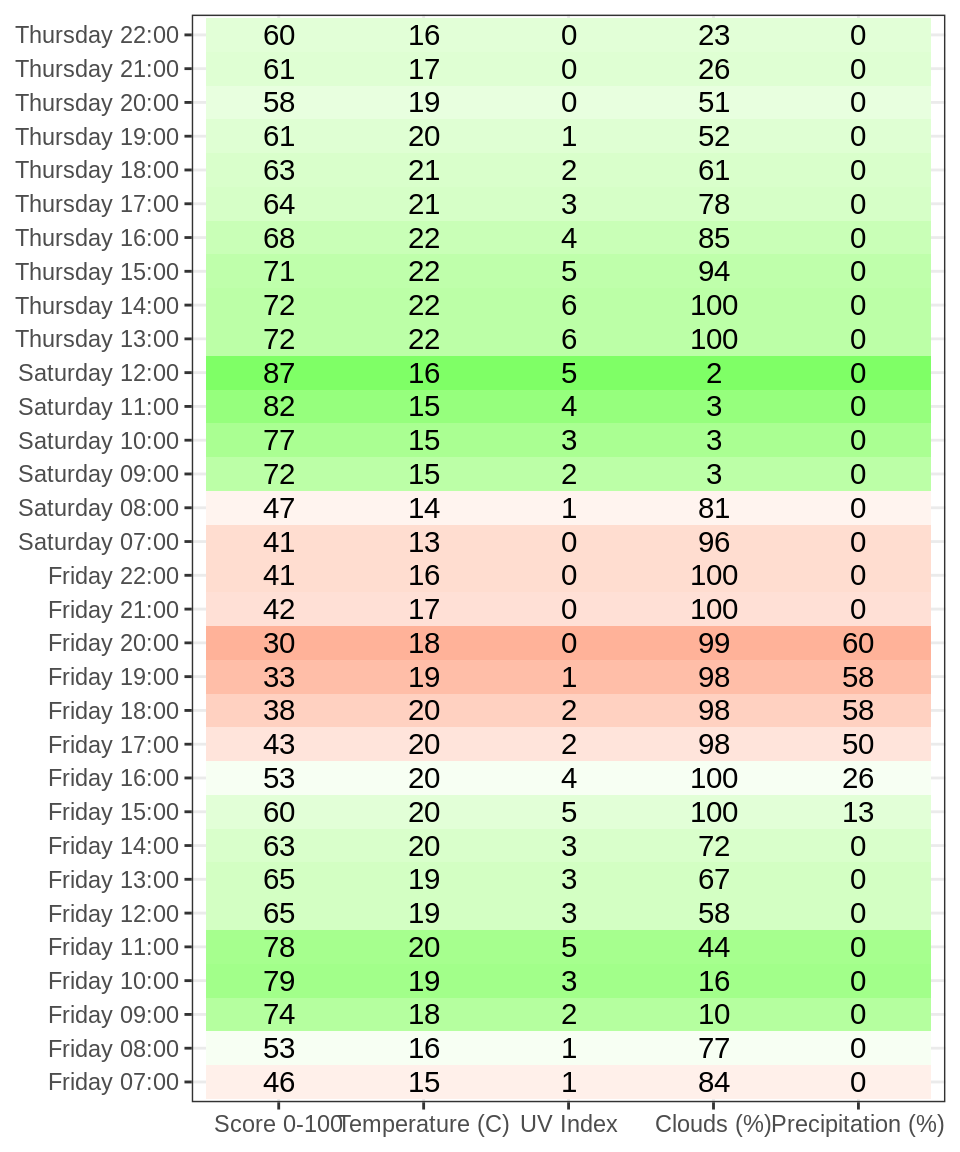 Thursday 22:00 60 16 0 23 0
Thursday 21:00 61 17 0 26 0
Thursday 20:00 58 19 0 51 0
Thursday 19:00 61 20 1 52 0
Thursday 18:00 63 21 2 61 0
Thursday 17:00 64 21 3 78 0
Thursday 16:00 68 22 4 85 0
Thursday 15:00 71 22 5 94 0
Thursday 14:00 72 22 6 100 0
Thursday 13:00 72 22 6 100 0
Saturday 12:00 87 16 5 2 0
Saturday 11:00 82 15 4 3 0
Saturday 10:00 77 15 3 3 0
Saturday 09:00 72 15 2 3 0
Saturday 08:00 47 14 1 81 0
Saturday 07:00 41 13 0 96 0
Friday 22:00 41 16 0 100 0
Friday 21:00 42 17 0 100 0
Friday 20:00 30 18 0 99 60
Friday 19:00 33 19 1 98 58
Friday 18:00 38 20 2 98 58
Friday 17:00 43 20 2 98 50
Friday 16:00 53 20 4 100 26
Friday 15:00 60 20 5 100 13
Friday 14:00 63 20 3 72 0
Friday 13:00 65 19 3 67 0
Friday 12:00 65 19 3 58 0
Friday 11:00 78 20 5 44 0
Friday 10:00 79 19 3 16 0
Friday 09:00 74 18 2 10 0
Friday 08:00 53 16 1 77 0
Friday 07:00 46 15 1 84 0
Score 0-100 Temperature (C) UV Index Clouds (%) Precipitation (%)